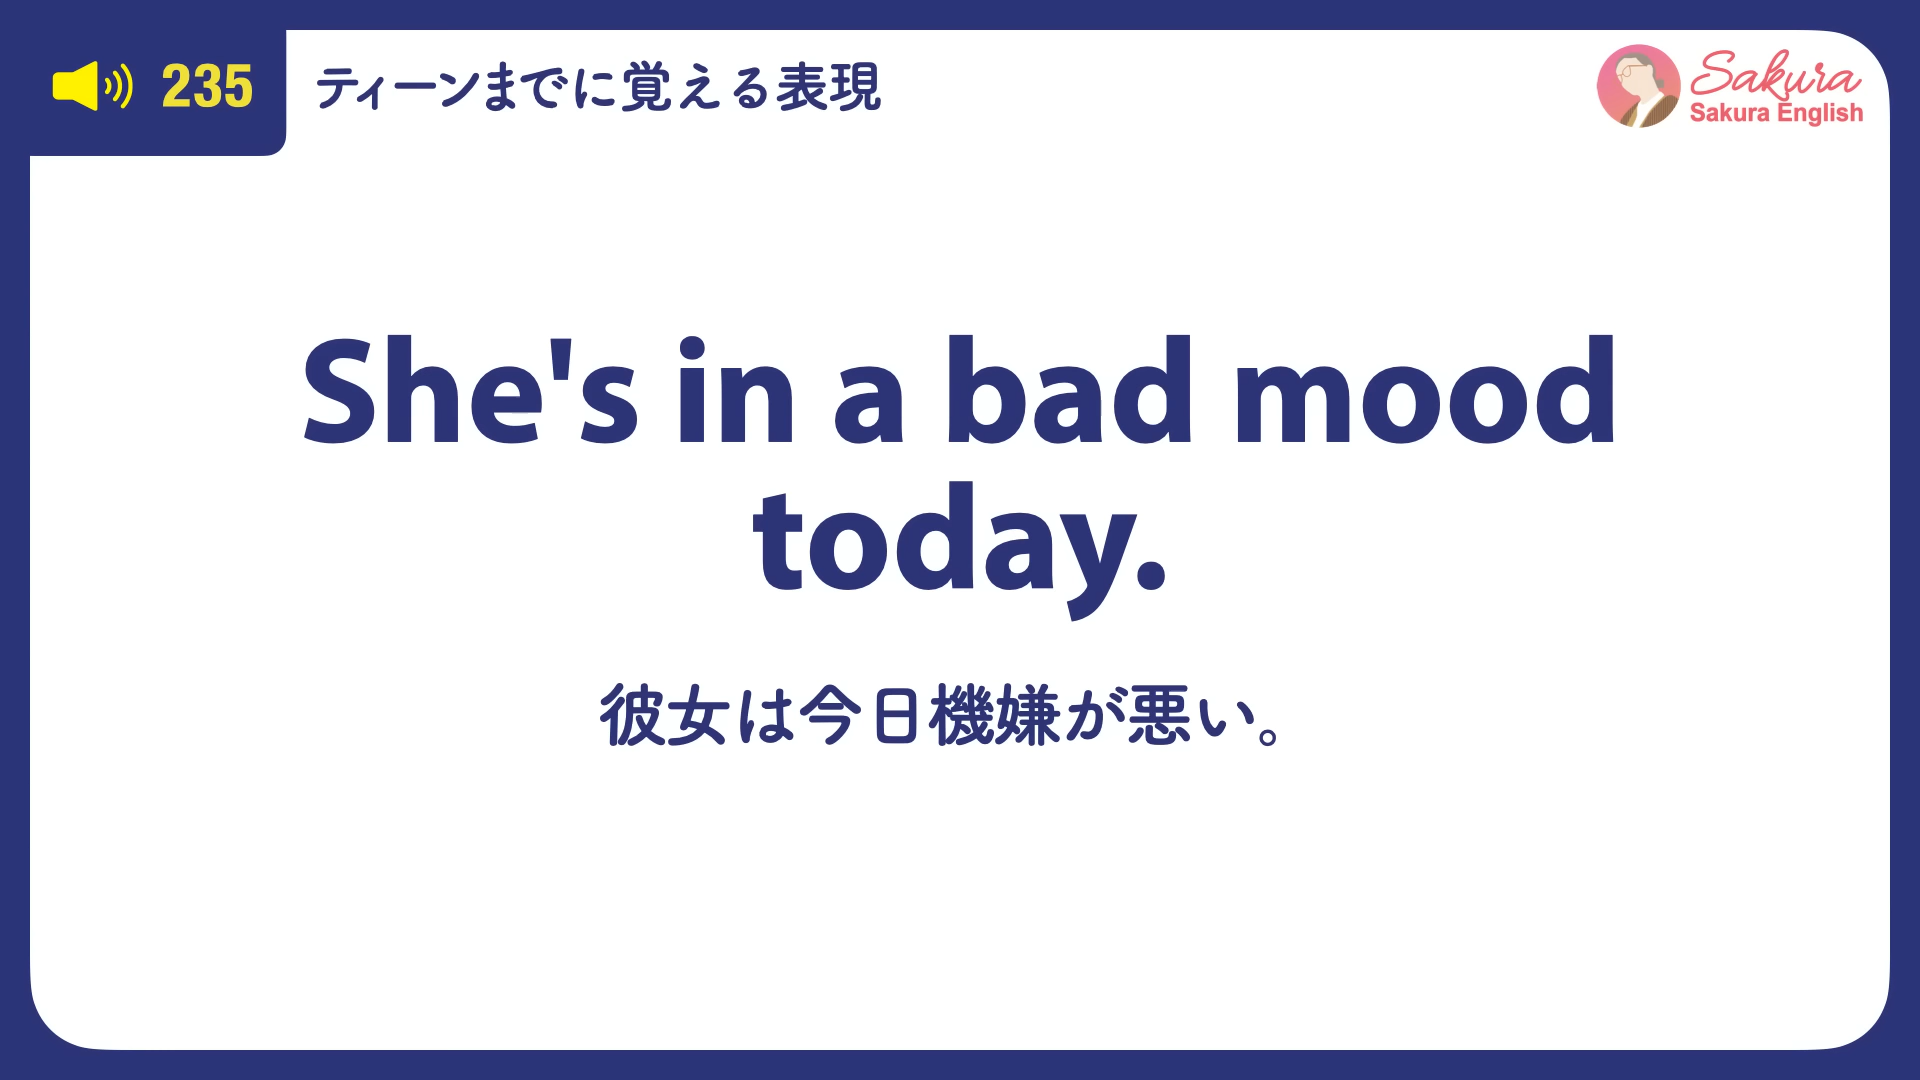 235
ティーンまでに覚える表現
Sakura
Sakura English
She's in a bad mood
today.
彼女は今日機嫌が悪い。